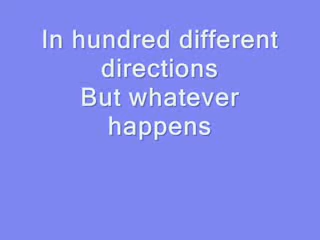 In hundred different
directions
But whatever
happens